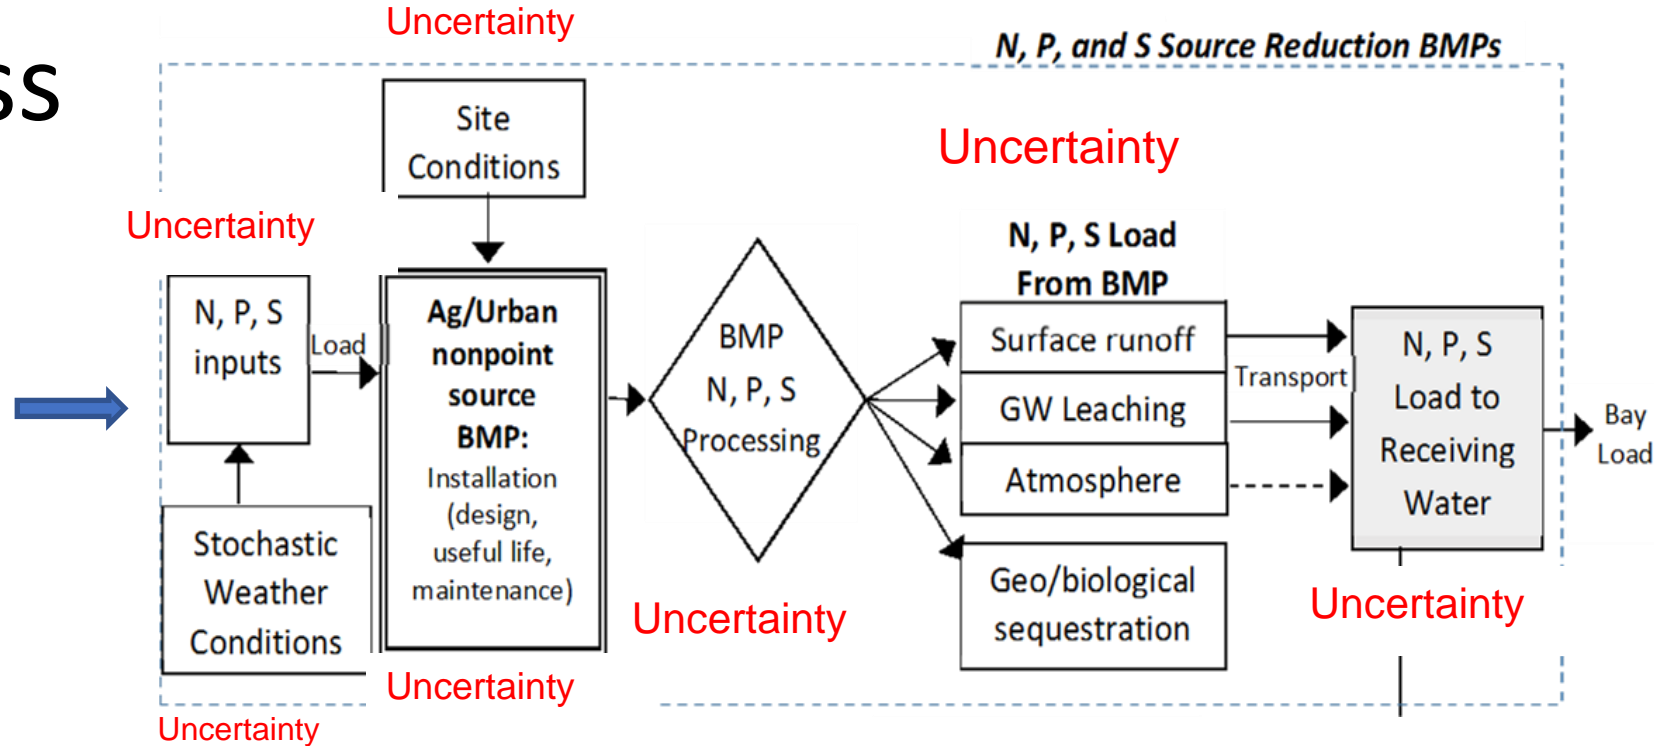 ss
Uncertainty
N, P, and S Source Reduction BMPs
Site
Conditions
Uncertainty
Uncertainty
N, P, S
inputs
Load
Ag/Urban
nonpoint
source
BMP:
Installation
(design,
useful life,
maintenance)
BMP
N, P, S
Processing
N, P, S Load
From BMP
Surface runoff
GW Leaching
Atmosphere
Geo/biological
sequestration
Transport
N, P, S
Load to
Receiving
Water
Bay
Load
Stochastic
Weather
Conditions
Uncertainty
Uncertainty
Uncertainty
Uncertainty